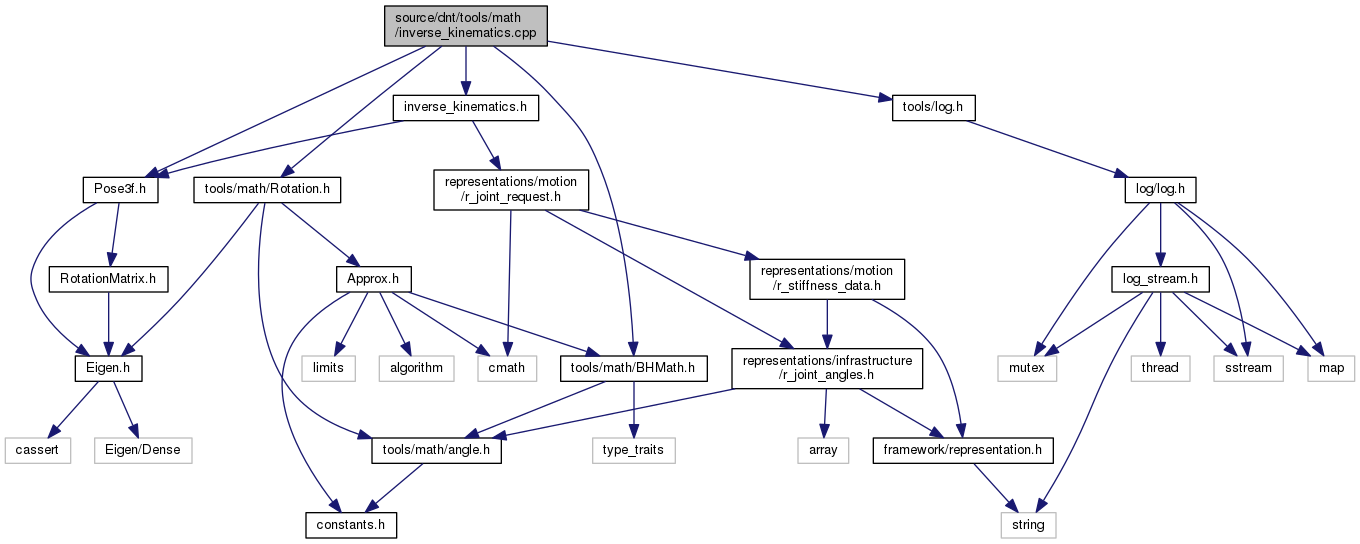 source/dnt/tools/math
/inverse_kinematics.cpp
inverse_kinematics.h
tools/log.h
Pose3f.h
tools/math/Rotation.h
representations/motion
/r_joint_request.h
log/log.h
RotationMatrix.h
Approx.h
representations/motion
/r_stiffness_data.h
log_stream.h
Eigen.h
limits
algorithm
cmath
tools/math/BHMath.h
representations/infrastructure
/r_joint_angles.h
mutex
thread
sstream
map
cassert
Eigen/Dense
tools/math/angle.h
type_traits
array
framework/representation.h
constants.h
string